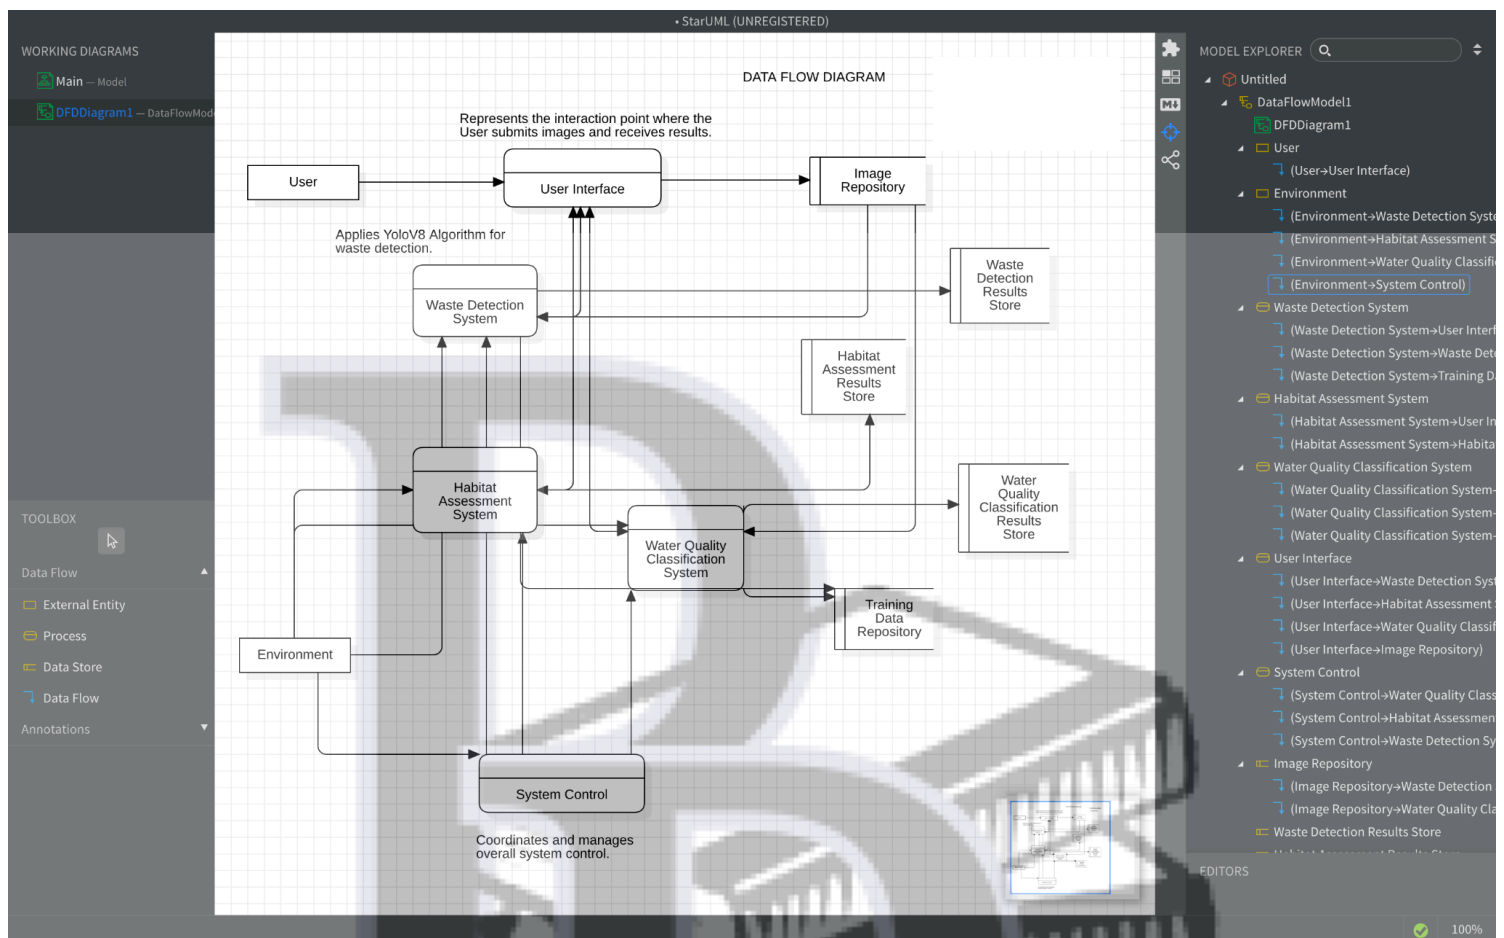 • StarUML (UNREGISTERED)
WORKING DIAGRAMS
Main — Model
DFDDiagram1 — DataFlowMod
TOOLBOX
Data Flow
External Entity
Process
Data Store
Data Flow
Annotations
DATA FLOW DIAGRAM
Represents the interaction point where the
User submits images and receives results.
User
User Interface
Image
Repository
Applies YoloV8 Algorithm for
waste detection.
Waste Detection
System
Waste
Detection
Results
Store
Habitat
Assessment
Results
Store
Habitat
Assessment
System
Water
Quality
Classification
Results
Store
Water Quality
Classification
System
Training
Data
Repository
Environment
System Control
Coordinates and manages
overall system control.
M↓
MODEL EXPLORER
Untitled
DataFlowModel1
DFDDiagram1
User
(User→User Interface)
Environment
(Environment→Waste Detection Syste
(Environment→Habitat Assessment S
(Environment→Water Quality Classifi
(Environment→System Control)
Waste Detection System
(Waste Detection System→User Interf
(Waste Detection System→Waste Dete
(Waste Detection System→Training D
Habitat Assessment System
(Habitat Assessment System→User In
(Habitat Assessment System→Habita
Water Quality Classification System
(Water Quality Classification System-
(Water Quality Classification System-
(Water Quality Classification System-
User Interface
(User Interface→Waste Detection Syst
(User Interface→Habitat Assessment
(User Interface→Water Quality Classif
(User Interface→Image Repository)
System Control
(System Control→Water Quality Class
(System Control→Habitat Assessmen
(System Control→Waste Detection Sy
Image Repository
(Image Repository→Waste Detection
(Image Repository→Water Quality Cla
Waste Detection Results Store
EDITORS
100%